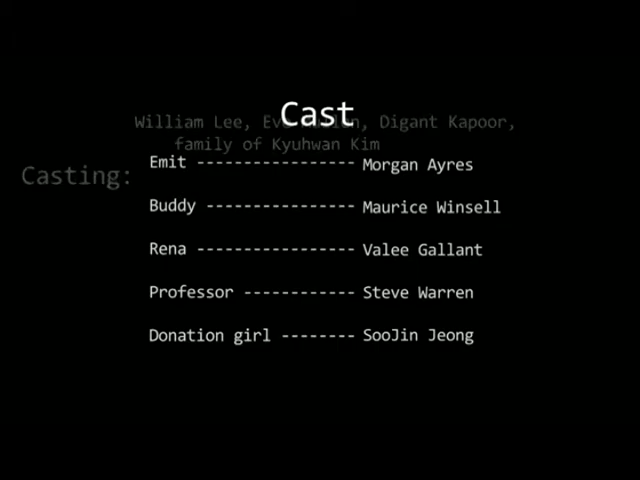 Cast
William Lee, Digant Kapoor,
family of Kyuhwan Kim
Casting:
Emit ----------------- Morgan Ayres
Buddy ---------------- Maurice Winsell
Rena ----------------- Valee Gallant
Professor ------------ Steve Warren
Donation girl -------- SooJin Jeong